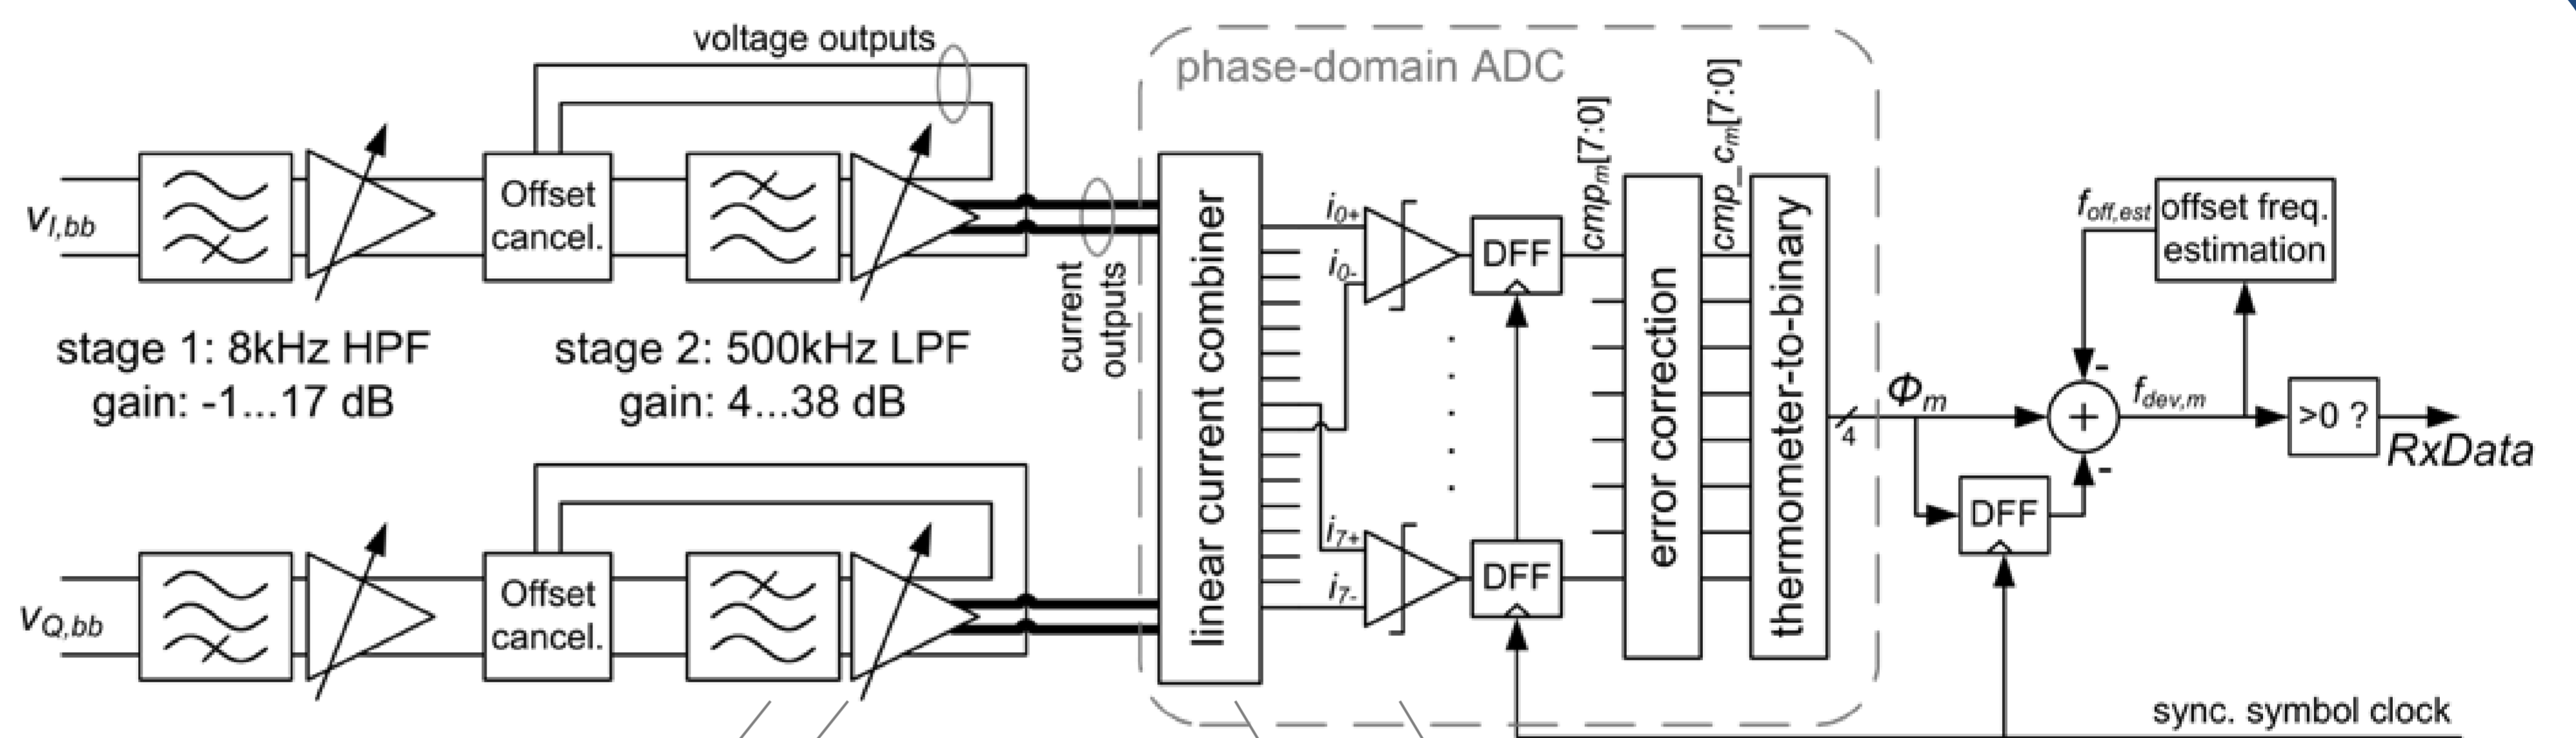 voltage outputs
phase-domain ADC
v_I,bb
Offset
cancel.
stage 1: 8kHz HPF
gain: -1...17 dB
stage 2: 500kHz LPF
gain: 4...38 dB
current
outputs
v_Q,bb
Offset
cancel.
linear current combiner
i_0+
i_0-
i_7+
i_7-
DFF
DFF
cmp_m[7:0]
error correction
cmp_c_m[7:0]
thermometer-to-binary
4
Φ_m
f_off,est
offset freq.
estimation
-
+
-
f_dev,m
>0 ?
RxData
DFF
sync. symbol clock